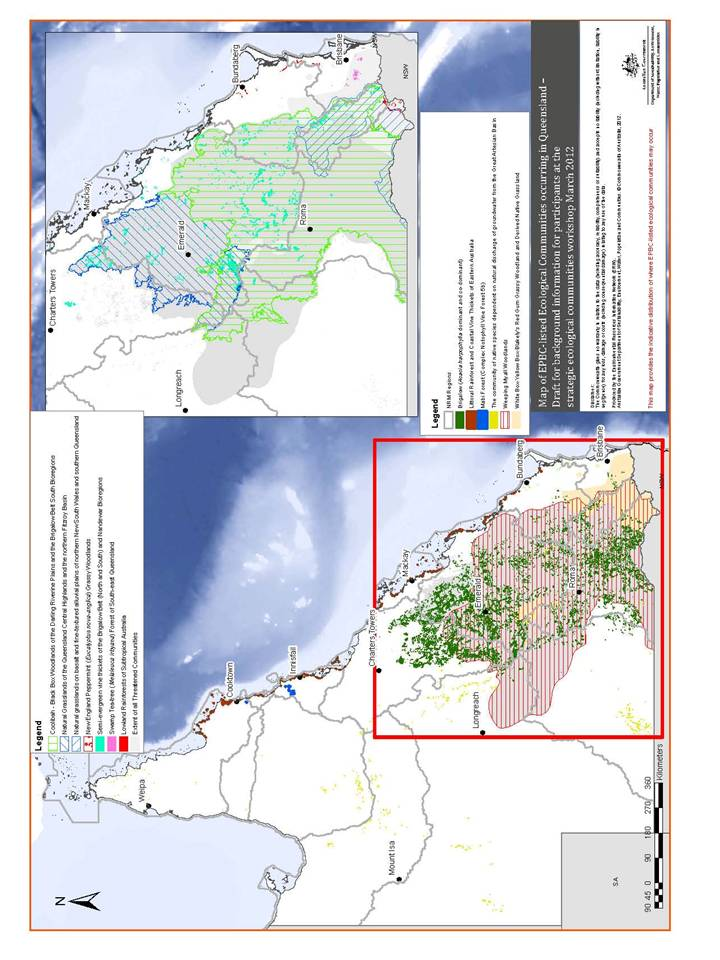 N
Weipa
Cooktown
Innisfail
Mount Isa
Charters Towers
Mackay
Longreach
Emerald
Roma
Bundaberg
Brisbane
SA
90 45 0 90 180 270 360
Kilometers
Legend
Coolibah - Black Box Woodlands of the Darling Riverine Plains and the Brigalow Belt South Bioregions
Natural Grasslands of the Queensland Central Highlands and the northern Fitzroy Basin
Natural grasslands on basalt and fine-textured alluvial plains of northern New South Wales and southern Queensland
New England Peppermint (Eucalyptus nova-anglica) Grassy Woodlands
Semi-evergreen vine thickets of the Brigalow Belt (North and South) and Nandewar Bioregions
Swamp Tea-tree (Melaleuca irbyana) Forest of South-east Queensland
Lowland Rainforests of Subtropical Australia
Extent of all Threatened Communities
Charters Towers
Mackay
Longreach
Emerald
Roma
Bundaberg
Brisbane
NSW
NSW
Legend
NRM Regions
Brigalow (Acacia harpophylla dominant and co-dominant)
Littoral Rainforest and Coastal Vine Thickets of Eastern Australia
Mabi Forest (Complex Notophyll Vine Forest 5b)
The community of native species dependent on natural discharge of groundwater from the Great Artesian Basin
Weeping Myall Woodlands
White Box-Yellow Box-Blakely's Red Gum Grassy Woodland and Derived Native Grassland
Map of EPBC-listed Ecological Communities occurring in Queensland –
Draft for background information for participants at the
strategic ecological communities workshop March 2012
Disclaimer:
Australian Government
This map provides the indicative distribution of where EPBC-listed ecological communities may occur